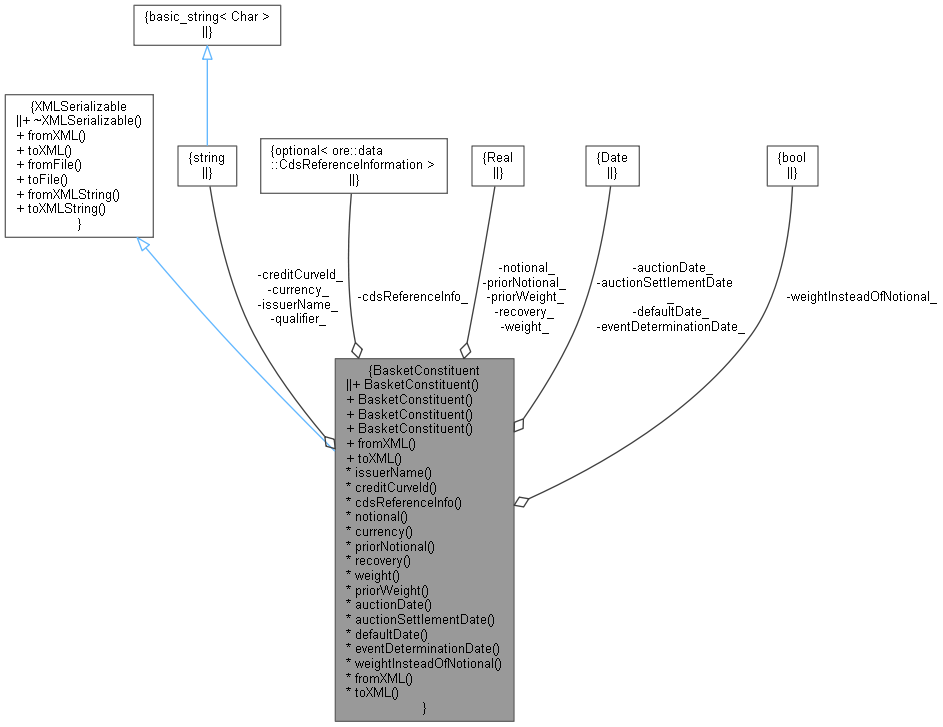 {basic_string< Char >
||}
{XMLSerializable
||+ ~XMLSerializable()
+ fromXML()
+ toXML()
+ fromFile()
+ toFile()
+ fromXMLString()
+ toXMLString()
}
{string
||}
{optional< ore::data
::CdsReferenceInformation >
||}
{Real
||}
{Date
||}
{bool
||}
-creditCurveId_
-currency_
-issuerName_
-qualifier_
-cdsReferenceInfo_
-notional_
-priorNotional_
-priorWeight_
-recovery_
-weight_
-auctionDate_
-auctionSettlementDate
_
-defaultDate_
-eventDeterminationDate_
-weightInsteadOfNotional_
{BasketConstituent
||+ BasketConstituent()
+ BasketConstituent()
+ BasketConstituent()
+ BasketConstituent()
+ fromXML()
+ toXML()
* issuerName()
* creditCurveId()
* cdsReferenceInfo()
* notional()
* currency()
* priorNotional()
* recovery()
* weight()
* priorWeight()
* auctionDate()
* auctionSettlementDate()
* defaultDate()
* eventDeterminationDate()
* weightInsteadOfNotional()
* fromXML()
* toXML()
}